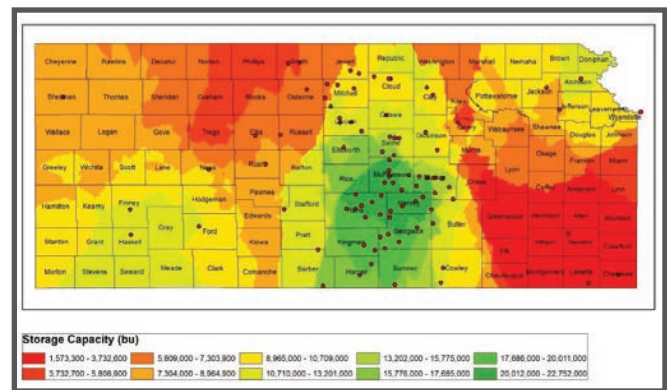 Cheyenne Rawlins Decatur Norton Phillips Smith Jewell Republic Washington Marshall Nemaha Brown Doniphan
Sherman Thomas Sheridan Graham Rooks Osborne Mitchell Cloud Clay Pottawatomie Jackson Atchison
Jefferson Leavenworth Wyandotte
Wallace Logan Gove Trego Ellis Russell Ottawa Dickinson Geary Wabaunsee Shawnee Douglas Johnson
Greeley Wichita Scott Lane Ness Rush Barton Ellsworth Saline Morris Lyon Osage Franklin Miami
Rice McPherson Marion Chase Coffey Anderson Linn
Hamilton Kearny Finney Hodgeman Pawnee Stafford Reno Harvey Greenwood Woodson Allen Bourbon
Gray Ford Edwards
Stanton Grant Haskell Kiowa Pratt Kingman Sedgwick Butler Elk Wilson Neosho Crawford
Morton Stevens Seward Meade Clark Comanche Barber Harper Sumner Cowley Chautauqua Montgomery Labette Cherokee
Storage Capacity (bu)
1,573,300 - 3,732,600 5,809,000 - 7,303,900 8,965,000 - 10,709,000 13,202,000 - 15,775,000 17,686,000 - 20,011,000
3,732,700 - 5,808,900 7,304,000 - 8,964,900 10,710,000 - 13,201,000 15,776,000 - 17,685,000 20,012,000 - 22,752,000